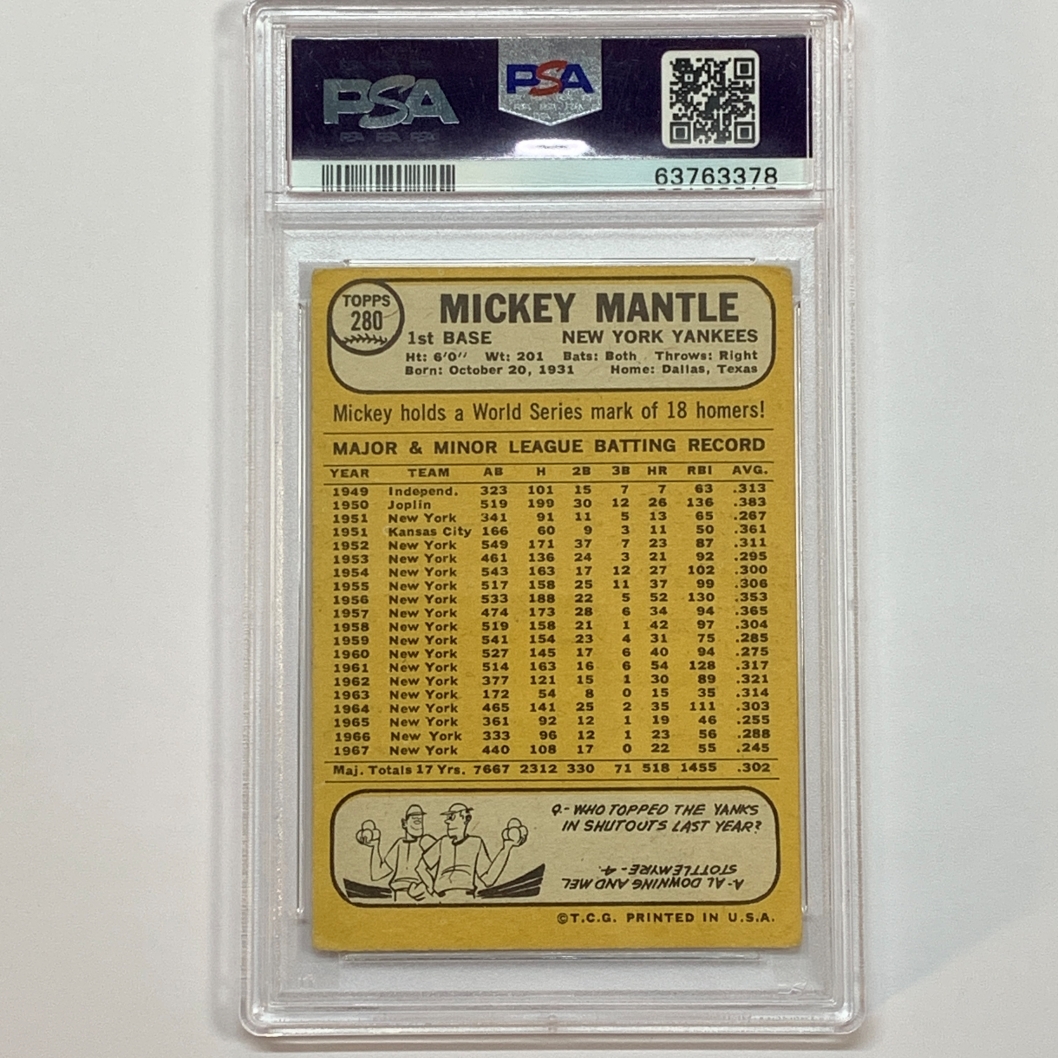 PSA
PSA
PSA PSA PSA
63763378
TOPPS
280
MICKEY MANTLE
1st BASE NEW YORK YANKEES
Ht: 6'0" Wt: 201 Bats: Both Throws: Right
Born: October 20, 1931 Home: Dallas, Texas
Mickey holds a World Series mark of 18 homers!
MAJOR & MINOR LEAGUE BATTING RECORD
YEAR TEAM AB H 2B 3B HR RBI AVG.
1949 Independ. 323 101 15 7 7 63 .313
1950 Joplin 519 199 30 12 26 136 .383
1951 New York 341 91 11 5 13 65 .267
1951 Kansas City 166 60 9 3 11 50 .361
1952 New York 549 171 37 7 23 87 .311
1953 New York 461 136 24 3 21 92 .295
1954 New York 543 163 17 12 27 102 .300
1955 New York 517 158 25 11 37 99 .306
1956 New York 533 188 22 5 52 130 .353
1957 New York 474 173 28 6 34 94 .365
1958 New York 519 158 21 1 42 97 .304
1959 New York 541 154 23 4 31 75 .285
1960 New York 527 145 17 6 40 94 .275
1961 New York 514 163 16 6 54 128 .317
1962 New York 377 121 15 1 30 89 .321
1963 New York 172 54 8 0 15 35 .314
1964 New York 465 141 25 2 35 111 .303
1965 New York 361 92 12 1 19 46 .255
1966 New York 333 96 12 1 23 56 .288
1967 New York 440 108 17 0 22 55 .245
Maj. Totals 17 Yrs. 7667 2312 330 71 518 1455 .302
Q- WHO TOPPED THE YANKS
IN SHUTOUTS LAST YEAR?
A- AL DOWNING AND MEL
STOTTLEMYRE - 4.
©T.C.G. PRINTED IN U.S.A.